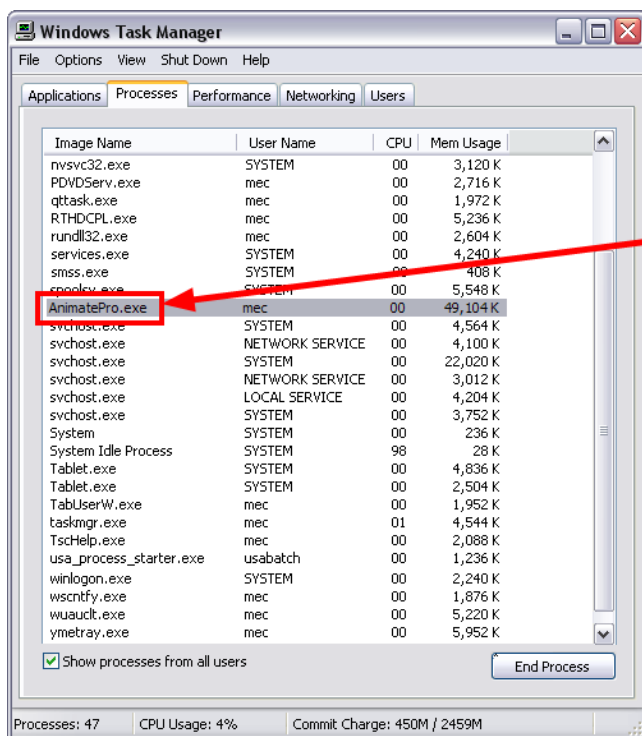 Windows Task Manager
File Options View Shut Down Help
Applications Processes Performance Networking Users
Image Name User Name CPU Mem Usage
nvsvc32.exe SYSTEM 00 3,120 K
PDVDServ.exe mec 00 2,716 K
qttask.exe mec 00 1,972 K
RTHDCPL.exe mec 00 5,236 K
rundll32.exe mec 00 2,604 K
services.exe SYSTEM 00 4,240 K
smss.exe SYSTEM 00 408 K
spoolsv.exe SYSTEM 00 5,548 K
AnimatePro.exe mec 00 49,104 K
svchost.exe SYSTEM 00 4,564 K
svchost.exe NETWORK SERVICE 00 4,100 K
svchost.exe SYSTEM 00 22,020 K
svchost.exe NETWORK SERVICE 00 3,012 K
svchost.exe LOCAL SERVICE 00 4,204 K
svchost.exe SYSTEM 00 3,752 K
System SYSTEM 00 236 K
System Idle Process SYSTEM 98 28 K
Tablet.exe SYSTEM 00 4,836 K
Tablet.exe SYSTEM 00 2,504 K
TabUserW.exe mec 00 1,952 K
taskmgr.exe mec 01 4,544 K
TscHelp.exe mec 00 2,088 K
usa_process_starter.exe usabatch 00 1,236 K
winlogon.exe SYSTEM 00 2,240 K
wscntfy.exe mec 00 1,876 K
wuauclt.exe mec 00 5,220 K
ymetray.exe mec 00 5,952 K
Show processes from all users End Process
Processes: 47 CPU Usage: 4% Commit Charge: 450M / 2459M